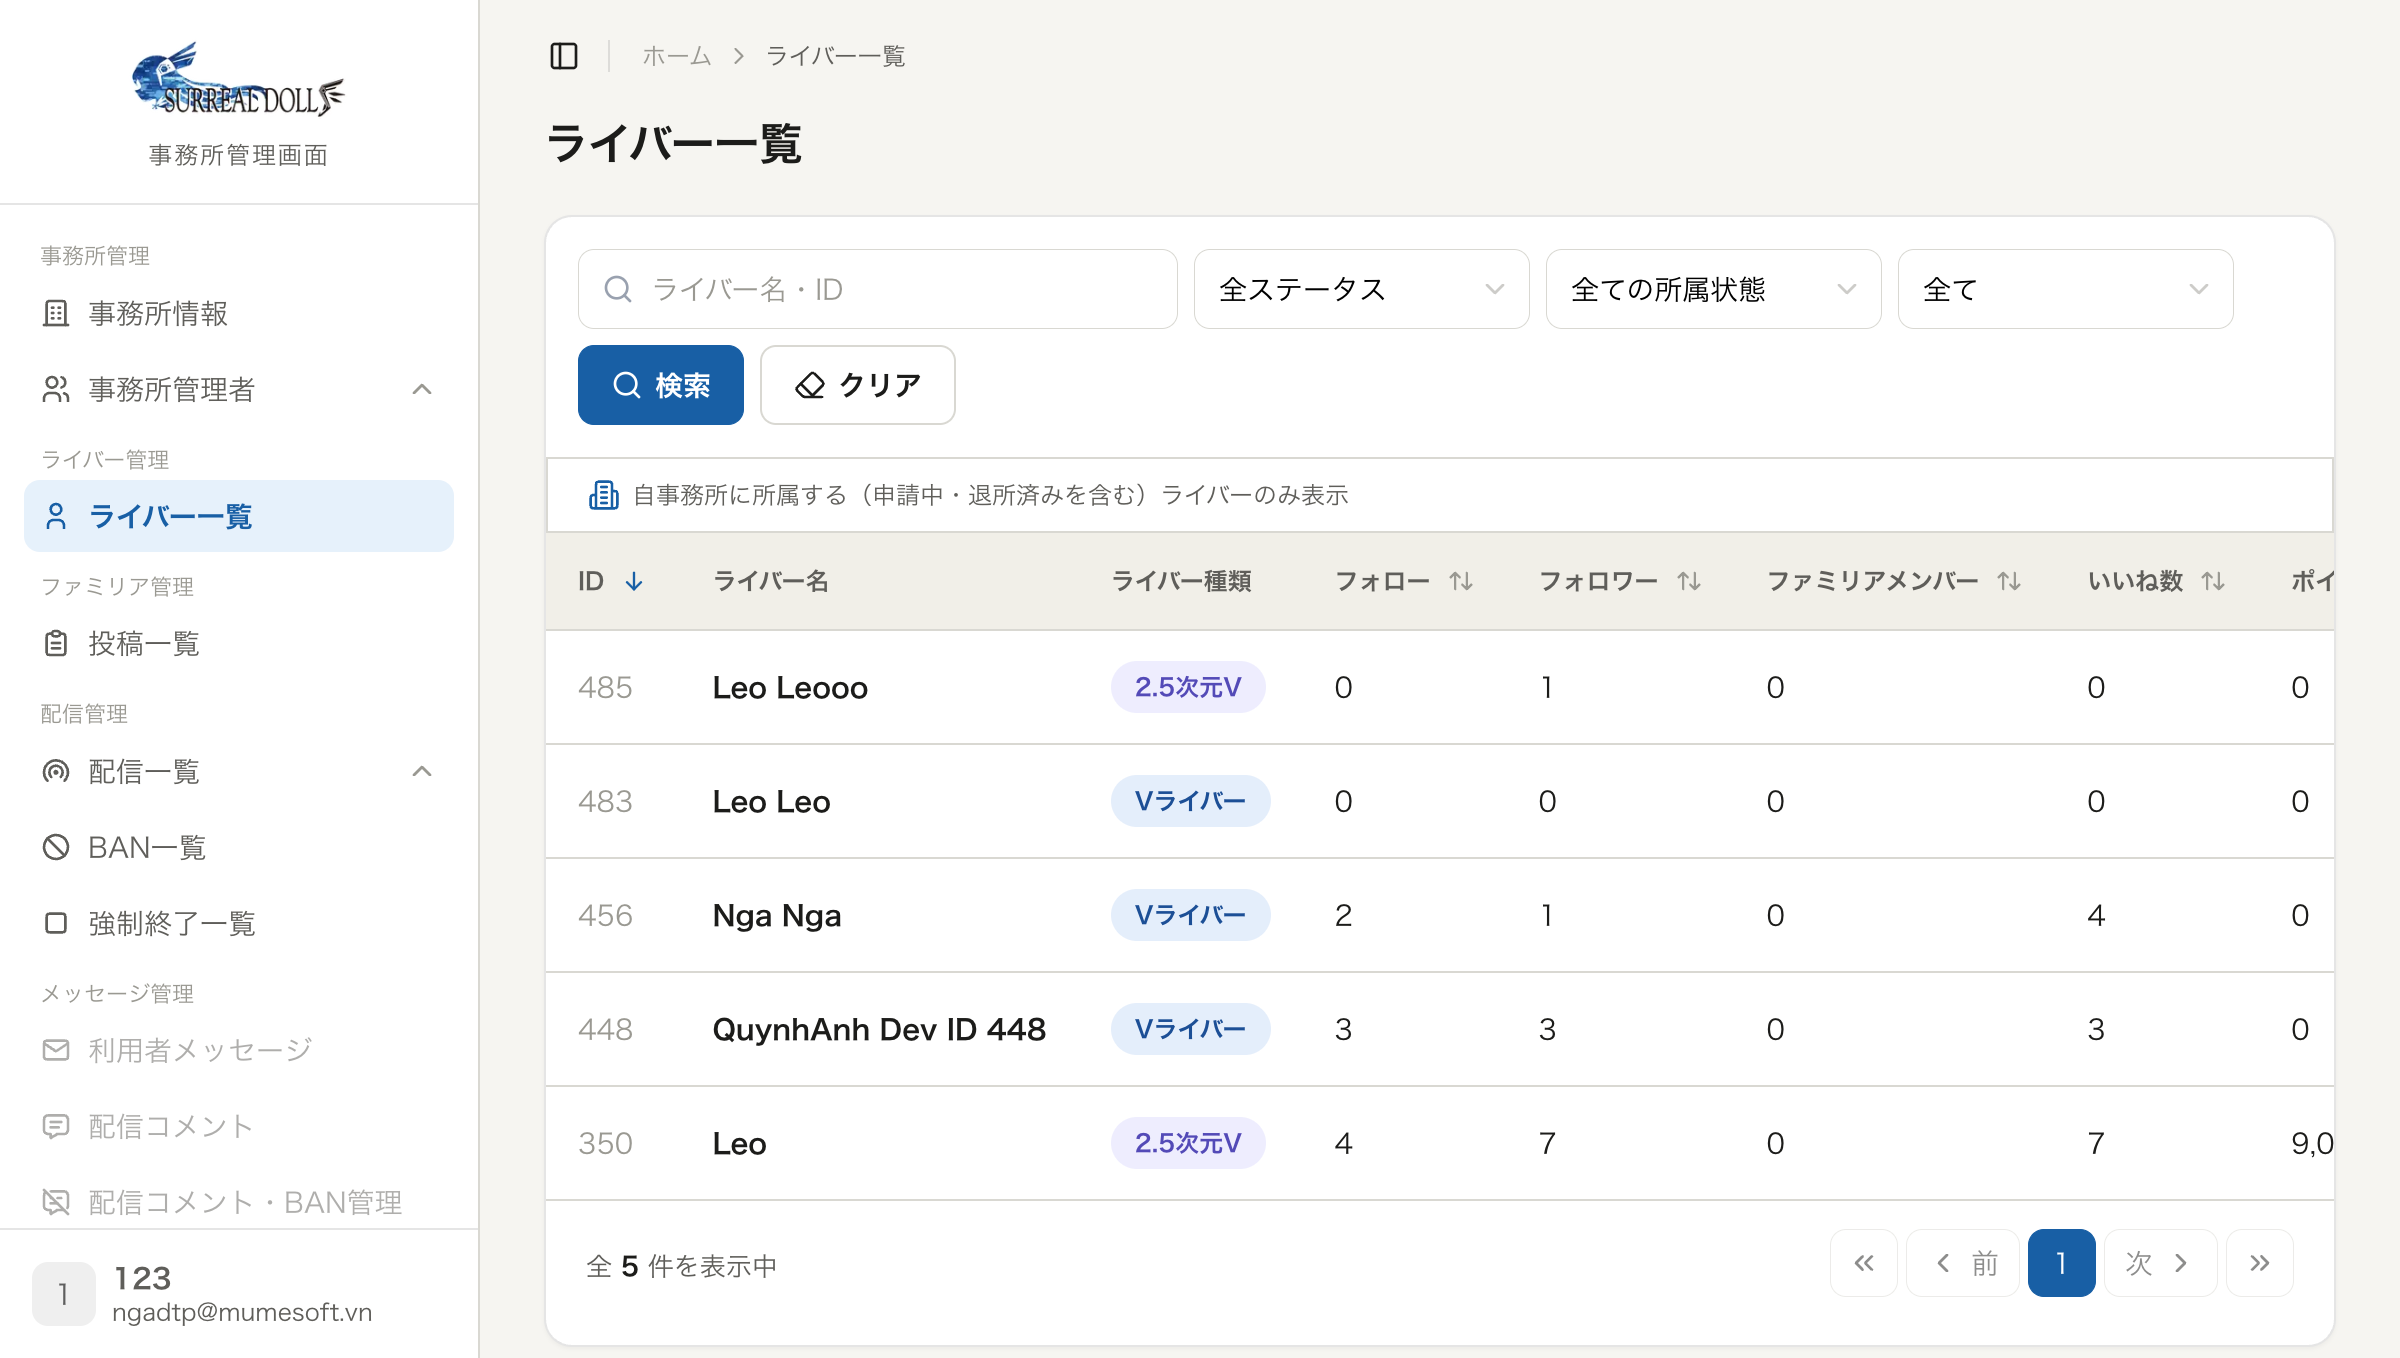 SURREAL DOLL
事務所管理画面
事務所管理
事務所情報
事務所管理者
ライバー管理
ライバー一覧
ファミリア管理
投稿一覧
配信管理
配信一覧
BAN一覧
強制終了一覧
メッセージ管理
利用者メッセージ
配信コメント
配信コメント・BAN管理
1
123
ngadtp@mumesoft.vn
ホーム ライバー一覧
ライバー一覧
ライバー名・ID 全ステータス 全ての所属状態 全て
検索 クリア
自事務所に所属する（申請中・退所済みを含む）ライバーのみ表示
ID ライバー名 ライバー種類 フォロー フォロワー ファミリアメンバー いいね数 ポイ
485 Leo Leooo 2.5次元V 0 1 0 0 0
483 Leo Leo Vライバー 0 0 0 0 0
456 Nga Nga Vライバー 2 1 0 4 0
448 QuynhAnh Dev ID 448 Vライバー 3 3 0 3 0
350 Leo 2.5次元V 4 7 0 7 9,0
全 5 件を表示中
前 1 次